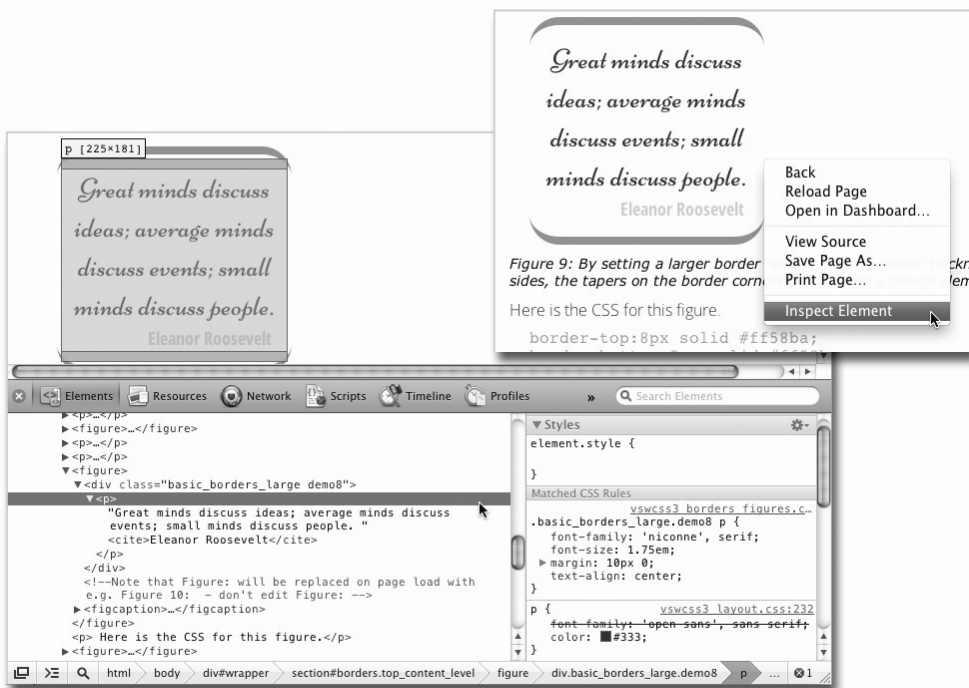 Great minds discuss
ideas; average minds
discuss events; small
minds discuss people.
Eleanor Roosevelt
Figure 9: By setting a larger border
sides, the tapers on the border
Here is the CSS for this figure.
border-top:8px solid #ff58ba;
Back
Reload Page
Open in Dashboard…
View Source
Save Page As…
Print Page…
Inspect Element
p [225×181]
Great minds discuss
ideas; average minds
discuss events; small
minds discuss people.
Eleanor Roosevelt
Elements Resources Network Scripts Timeline Profiles » Search Elements
▶<p>…</p>
▶<figure>…</figure>
▶<p>…</p>
▶<p>…</p>
▼<figure>
▼<div class="basic_borders_large demo8">
▼<p>
"Great minds discuss ideas; average minds discuss
events; small minds discuss people. "
<cite>Eleanor Roosevelt</cite>
</p>
</div>
<!--Note that Figure: will be replaced on page load with
e.g. Figure 10:  - don't edit Figure: -->
▶<figcaption>…</figcaption>
</figure>
<p> Here is the CSS for this figure.</p>
▶<figure>…</figure>
▼ Styles
element.style {
}
Matched CSS Rules
vswcss3_borders_figures.c…
.basic_borders_large.demo8 p {
font-family: 'niconne', serif;
font-size: 1.75em;
▶ margin: 10px 0;
text-align: center;
}
p { vswcss3_layout.css:232
font-family: 'open sans', sans-serif;
color: #333;
}
html body div#wrapper section#borders.top_content_level figure div.basic_borders_large.demo8 p … 1